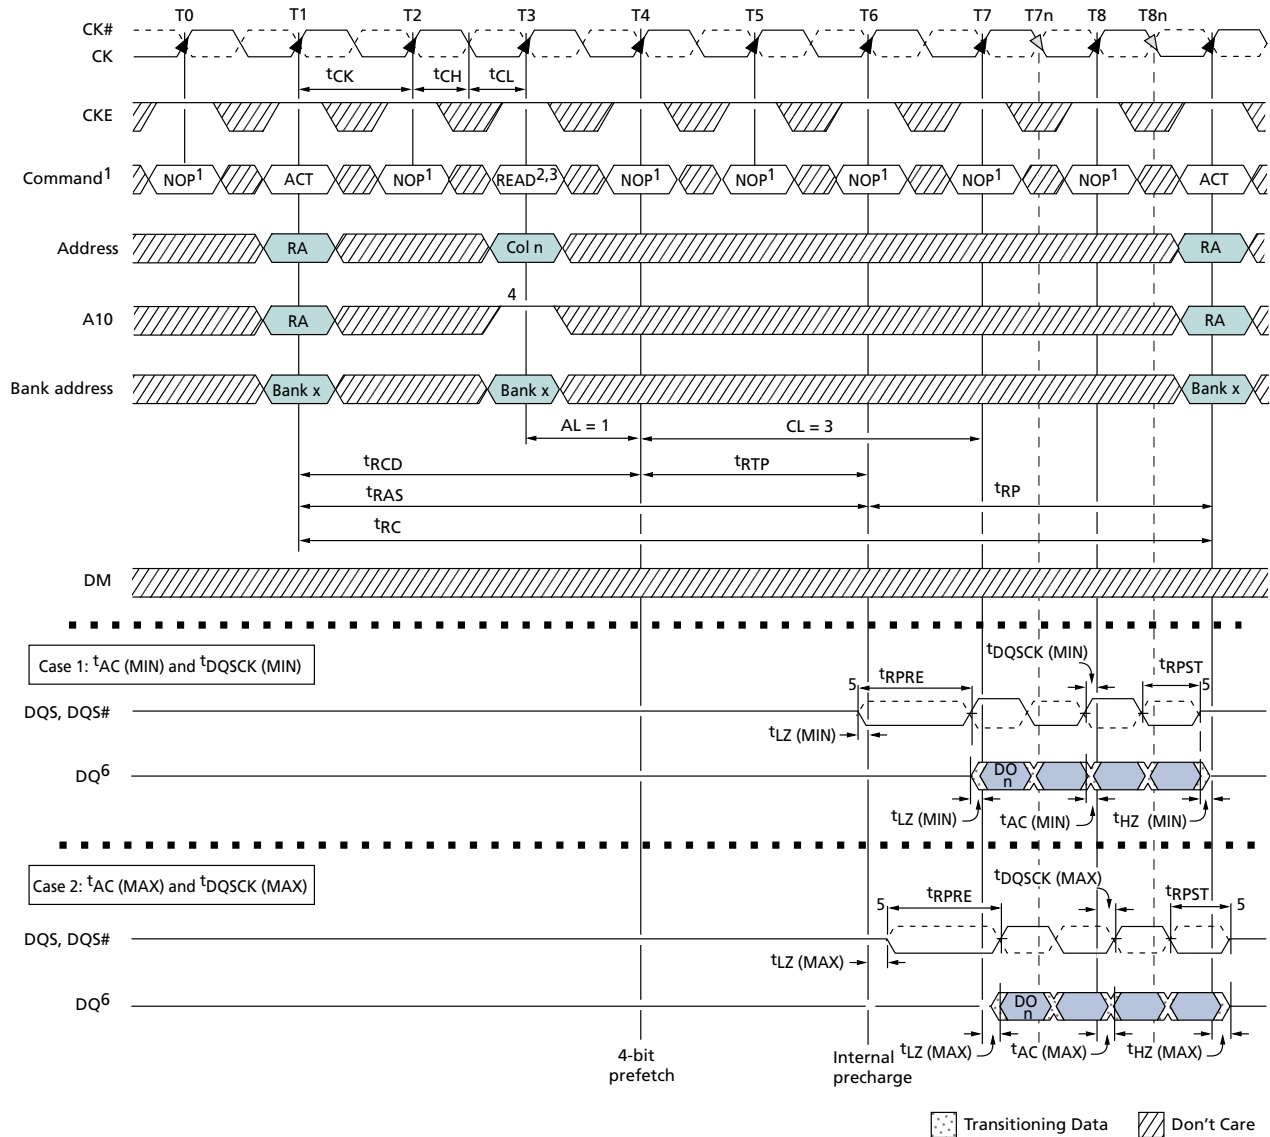 T0 T1 T2 T3 T4 T5 T6 T7 T7n T8 T8n
CK#
CK
tCK tCH tCL
CKE
Command1 NOP1 ACT NOP1 READ2,3 NOP1 NOP1 NOP1 NOP1 NOP1 ACT
Address RA Col n RA
4
A10 RA RA
Bank address Bank x Bank x Bank x
AL = 1 CL = 3
tRCD tRTP
tRAS tRP
tRC
DM
Case 1: tAC (MIN) and tDQSCK (MIN)
tDQSCK (MIN)
5 tRPRE tRPST 5
DQS, DQS#
tLZ (MIN)
DQ6 DO
n
tLZ (MIN) tAC (MIN) tHZ (MIN)
Case 2: tAC (MAX) and tDQSCK (MAX)
tDQSCK (MAX)
5 tRPRE tRPST 5
DQS, DQS#
tLZ (MAX)
DQ6 DO
n
tLZ (MAX) tAC (MAX) tHZ (MAX)
4-bit
prefetch
Internal
precharge
Transitioning Data Don't Care